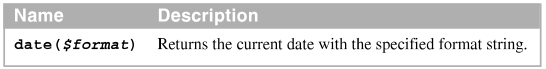 Name Description
date($format) Returns the current date with the specified format string.